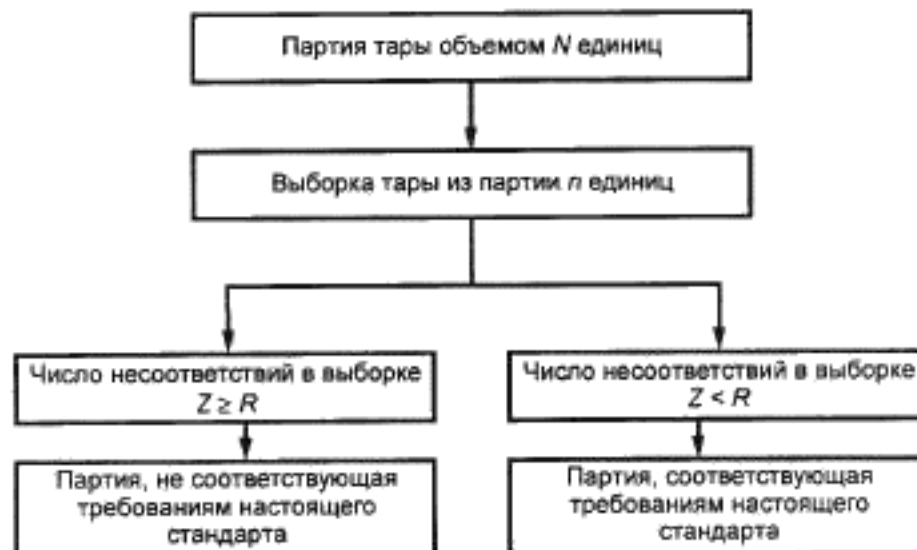 Партия тары объемом N единиц
Выборка тары из партии n единиц
Число несоответствий в выборке
Z ≥ R
Число несоответствий в выборке
Z < R
Партия, не соответствующая
требованиям настоящего
стандарта
Партия, соответствующая
требованиям настоящего
стандарта